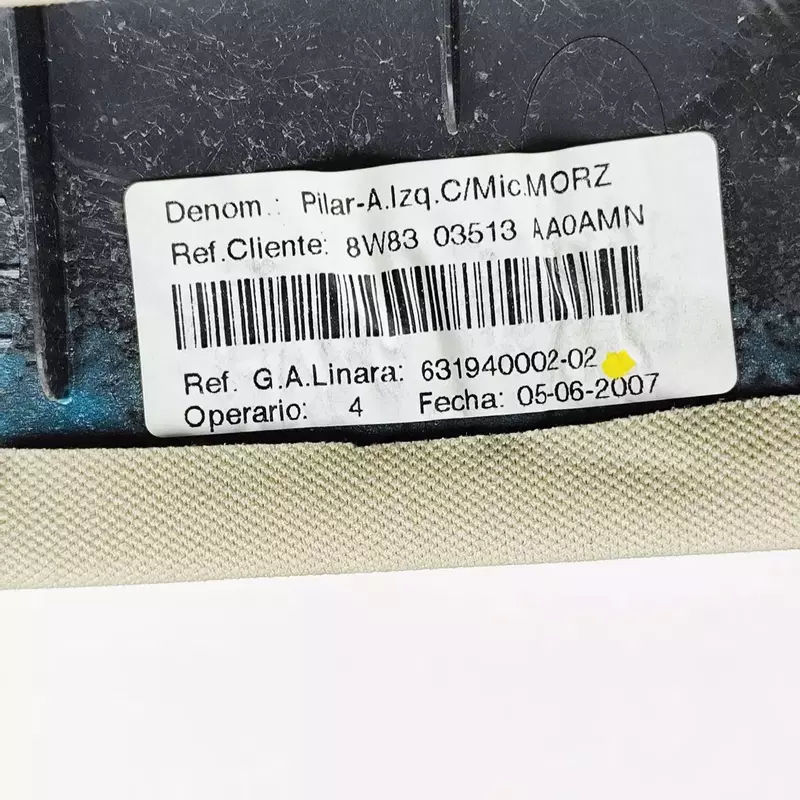 Denom.: Pilar-A.Izq.C/Mic.MORZ
Ref.Cliente: 8W83 03513 AA0AMN
Ref. G.A.Linara: 631940002-02
Operario: 4 Fecha: 05-06-2007